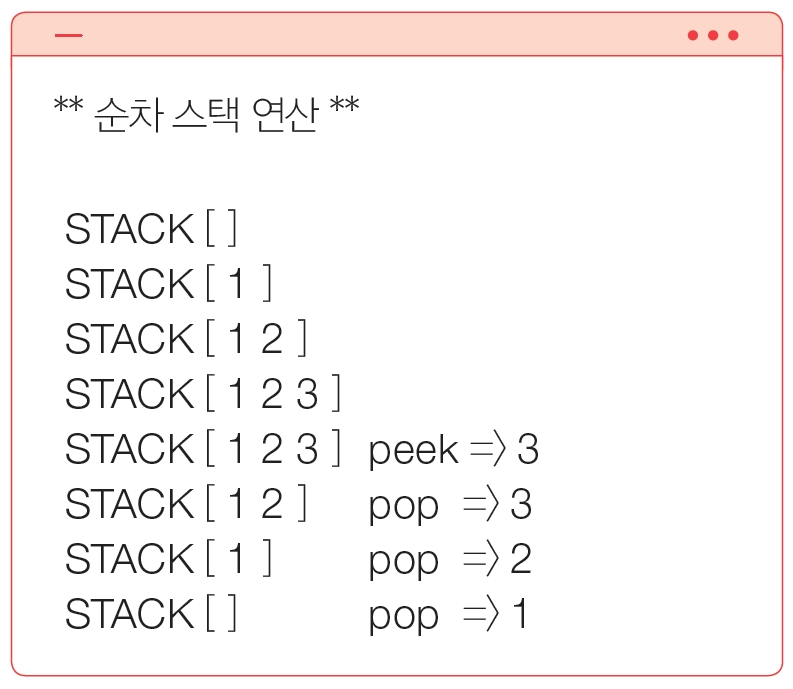 ** 순차 스택 연산 **
STACK [ ]
STACK [ 1 ]
STACK [ 1 2 ]
STACK [ 1 2 3 ]
STACK [ 1 2 3 ] peek => 3
STACK [ 1 2 ] pop => 3
STACK [ 1 ] pop => 2
STACK [ ] pop => 1